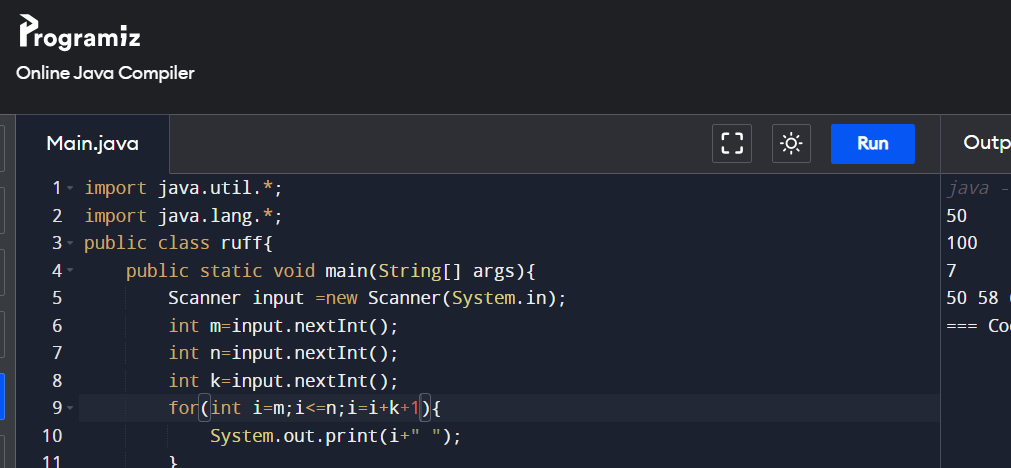 Programiz
Online Java Compiler
Main.java
Run
Outp
1 import java.util.*;
2 import java.lang.*;
3 public class ruff{
4 public static void main(String[] args){
5 Scanner input =new Scanner(System.in);
6 int m=input.nextInt();
7 int n=input.nextInt();
8 int k=input.nextInt();
9 for(int i=m;i<=n;i=i+k+1){
10 System.out.print(i+" ");
11 }
java -
50
100
7
50 58
=== Co